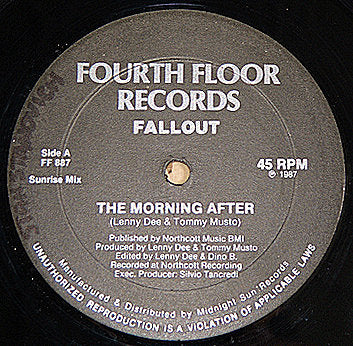 FOURTH FLOOR
RECORDS
FALLOUT
Side A
FF 887
Sunrise Mix
45 RPM
℗ 1987
THE MORNING AFTER
(Lenny Dee & Tommy Musto)
Published by Northcott Music BMI
Produced by Lenny Dee & Tommy Musto
Edited by Lenny Dee & Dino B.
Recorded at Northcott Recording
Exec. Producer: Silvio Tancredi
Manufactured & Distributed by Midnight Sun Records
UNAUTHORIZED REPRODUCTION IS A VIOLATION OF APPLICABLE LAWS